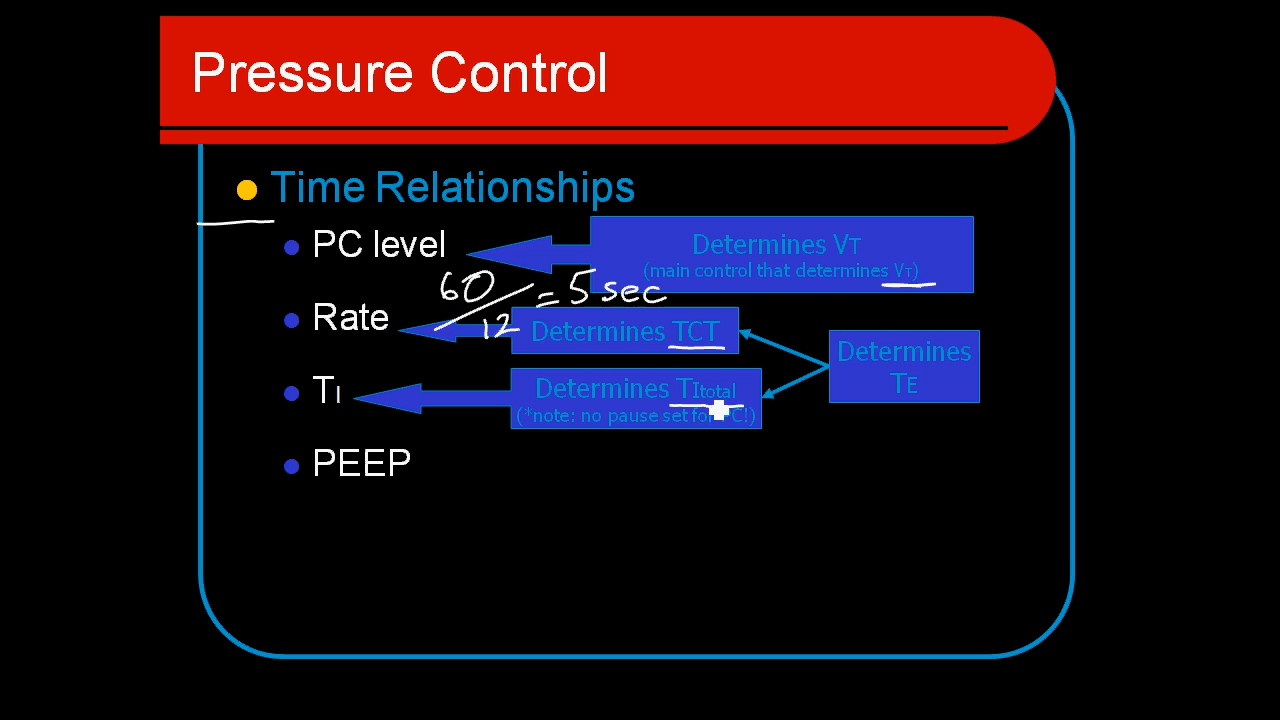 Pressure Control
Time Relationships
PC level
Determines VT
(main control that determines VT)
60/12 = 5 sec
Rate
Determines TCT
Determines
TE
TI
Determines TItotal
(*note: no pause set for PC!)
PEEP